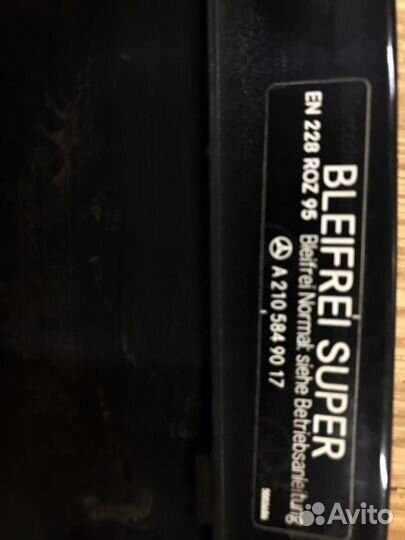 BLEIFREI SUPER
EN 228 ROZ 95 Bleifrei Normal: siehe Betriebsanleitung
A 210 584 90 17
Avito